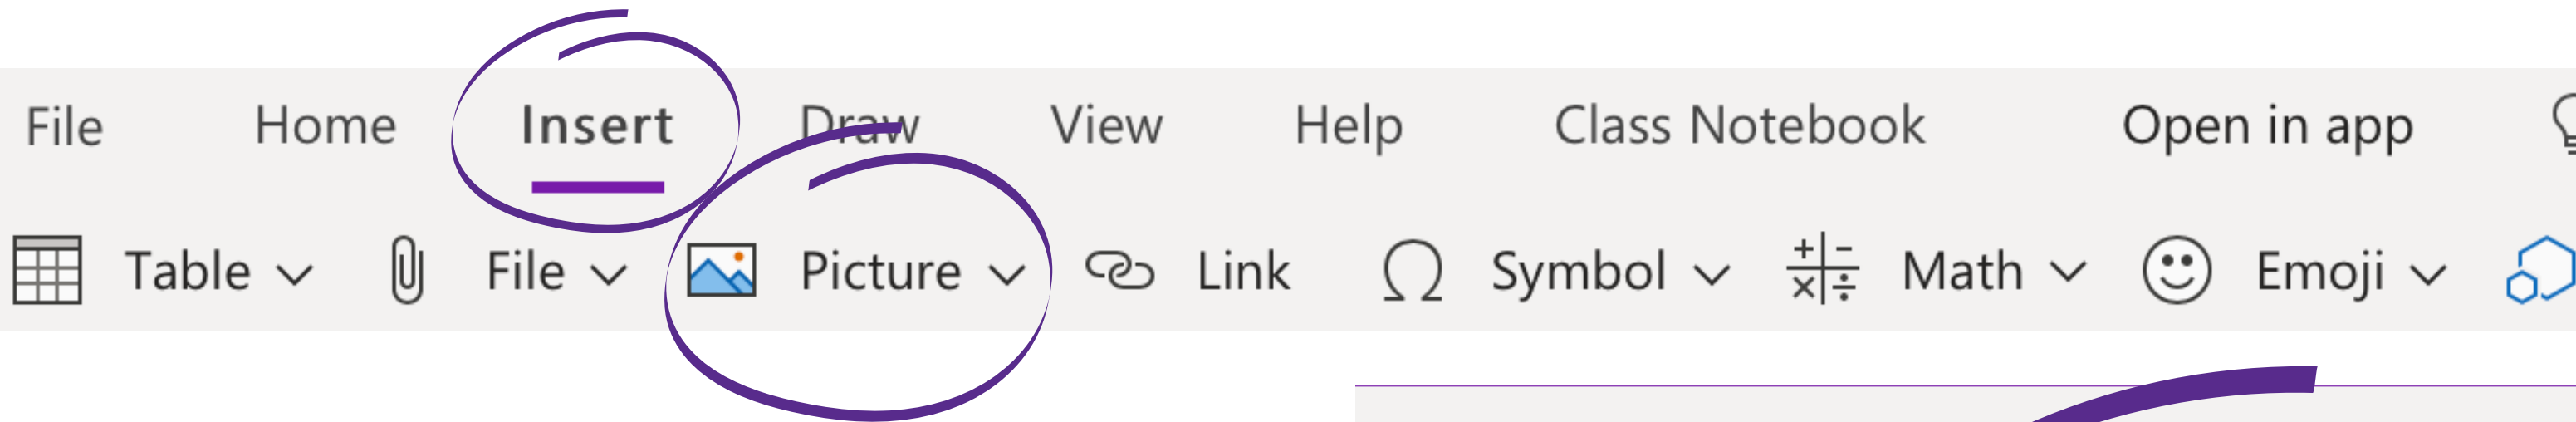 File Home Insert Draw View Help Class Notebook Open in app
Table File Picture Link Symbol Math Emoji